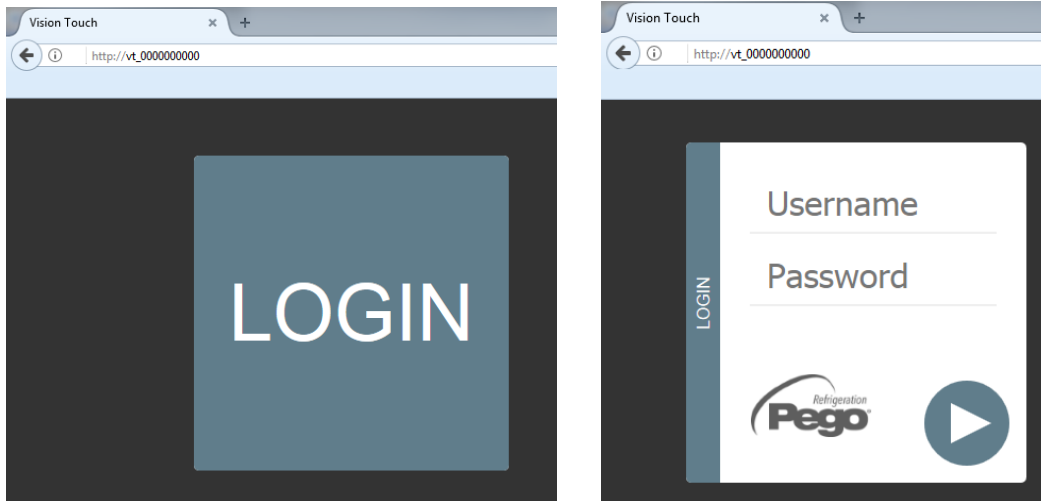 Vision Touch
http://vt_0000000000
LOGIN
Vision Touch
http://vt_0000000000
LOGIN
Username
Password
Refrigeration
Pego